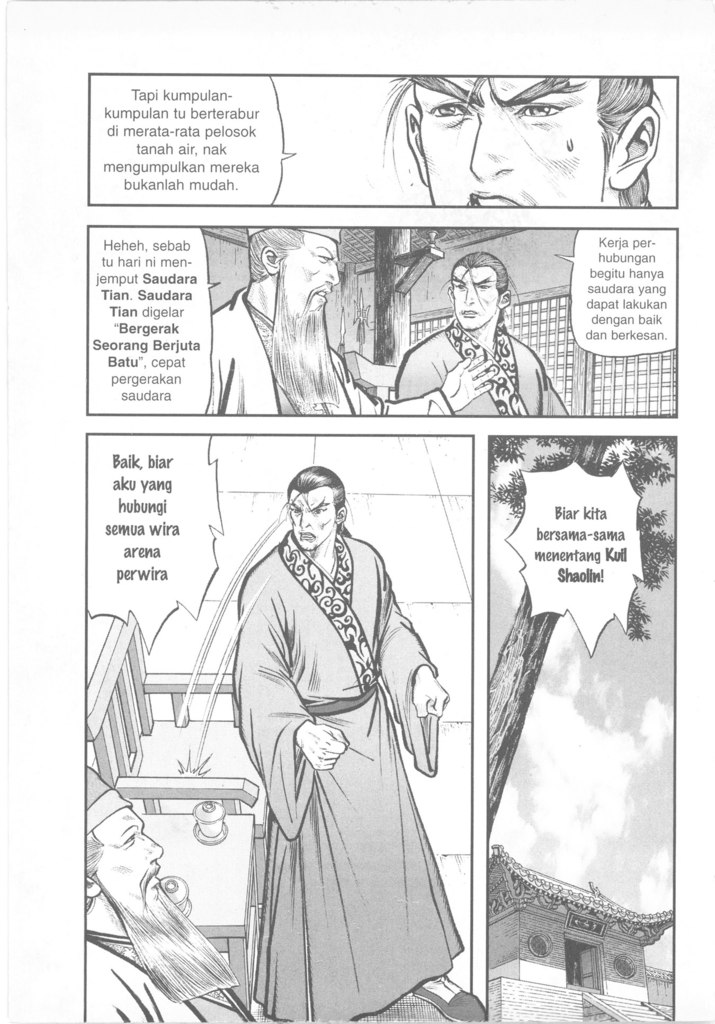 Tapi kumpulan-
kumpulan tu berterabur
di merata-rata pelosok
tanah air, nak
mengumpulkan mereka
bukanlah mudah.
Heheh, sebab
tu hari ni men-
jemput Saudara
Tian. Saudara
Tian digelar
“Bergerak
Seorang Berjuta
Batu”, cepat
pergerakan
saudara
Kerja per-
hubungan
begitu hanya
saudara yang
dapat lakukan
dengan baik
dan berkesan.
Baik, biar
aku yang
hubungi
semua wira
arena
perwira
Biar kita
bersama-sama
menentang Kuil
Shaolin!